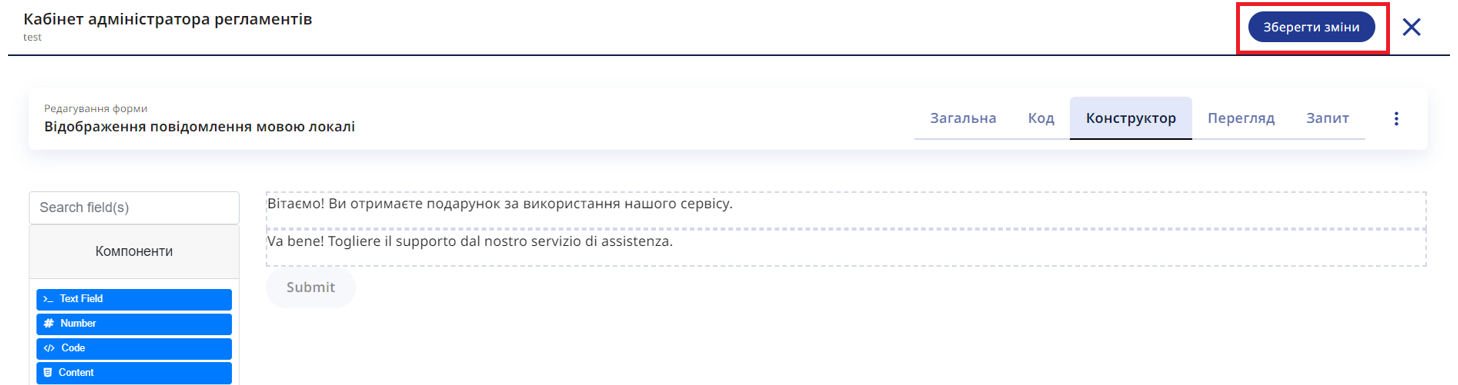 Кабінет адміністратора регламентів
test
Зберегти зміни
Редагування форми
Відображення повідомлення мовою локалі
Загальна
Код
Конструктор
Перегляд
Запит
Search field(s)
Компоненти
Text Field
Number
Code
Content
Вітаємо! Ви отримаєте подарунок за використання нашого сервісу.
Va bene! Togliere il supporto dal nostro servizio di assistenza.
Submit